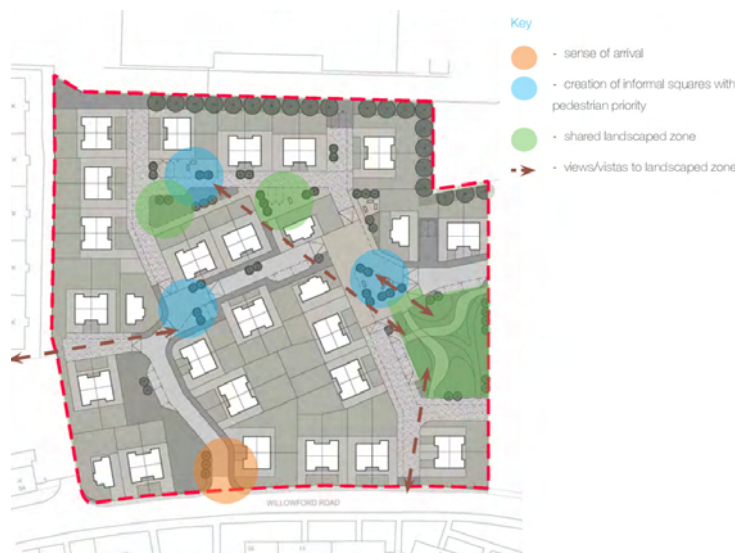 Key
- sense of arrival
- creation of informal squares with
pedestrian priority
- shared landscaped zone
- views/vistas to landscaped zone
WILLOWFORD ROAD